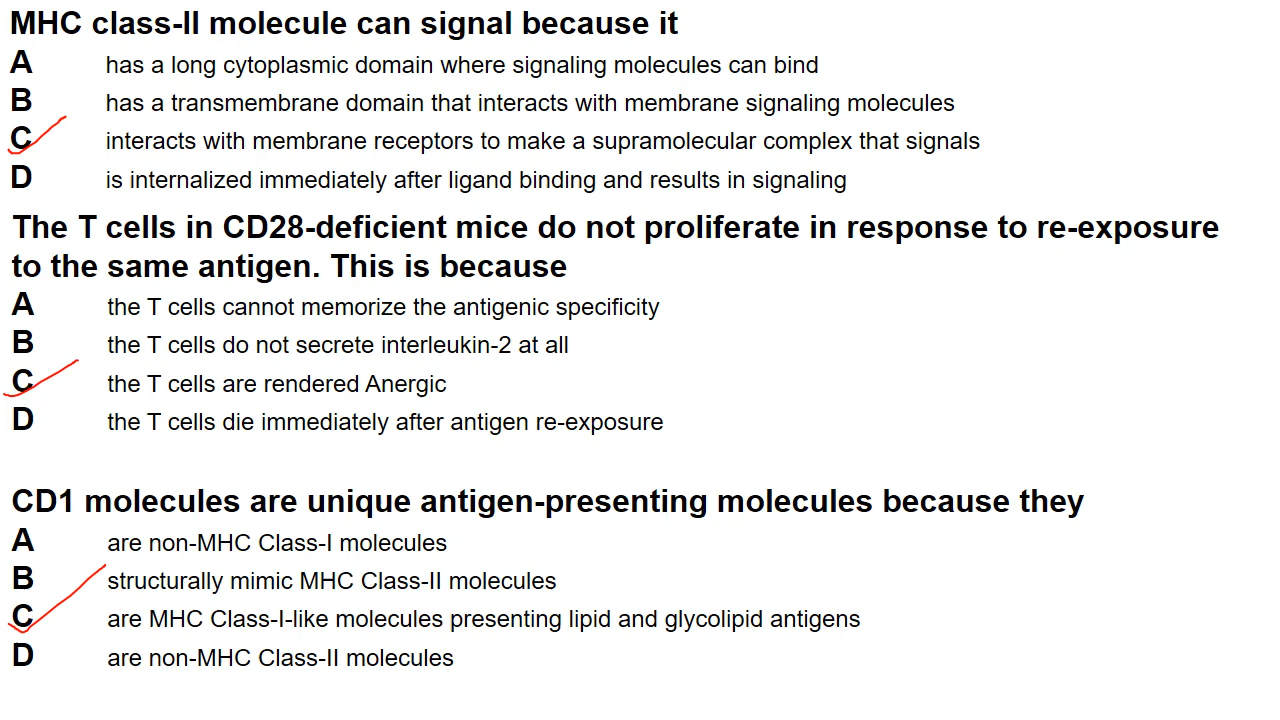 MHC class-II molecule can signal because it
A has a long cytoplasmic domain where signaling molecules can bind
B has a transmembrane domain that interacts with membrane signaling molecules
C interacts with membrane receptors to make a supramolecular complex that signals
D is internalized immediately after ligand binding and results in signaling
The T cells in CD28-deficient mice do not proliferate in response to re-exposure
to the same antigen. This is because
A the T cells cannot memorize the antigenic specificity
B the T cells do not secrete interleukin-2 at all
C the T cells are rendered Anergic
D the T cells die immediately after antigen re-exposure
CD1 molecules are unique antigen-presenting molecules because they
A are non-MHC Class-I molecules
B structurally mimic MHC Class-II molecules
C are MHC Class-I-like molecules presenting lipid and glycolipid antigens
D are non-MHC Class-II molecules